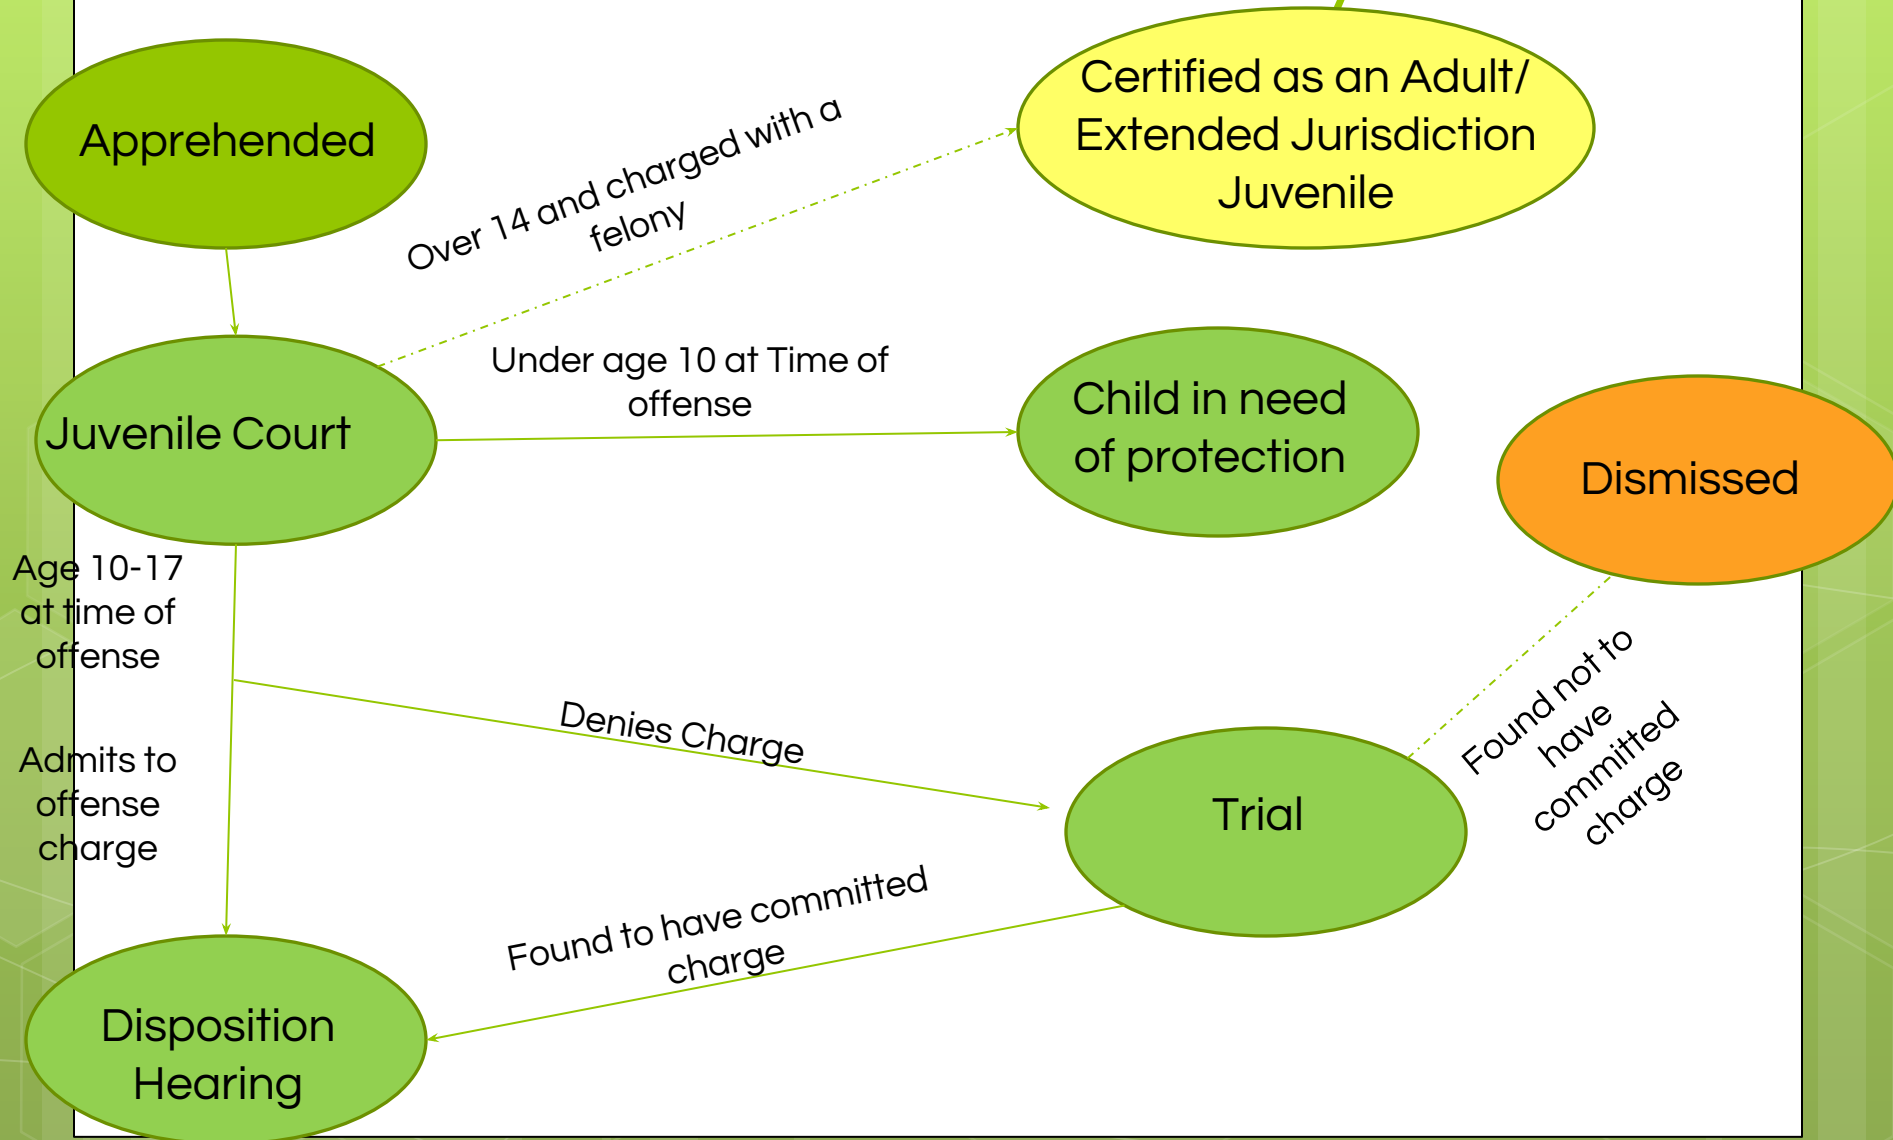 Apprehended
Certified as an Adult/
Extended Jurisdiction
Juvenile
Over 14 and charged with a
felony
Juvenile Court
Under age 10 at Time of
offense
Child in need
of protection
Dismissed
Age 10-17
at time of
offense
Admits to
offense
charge
Denies Charge
Trial
Found not to
have
committed
charge
Found to have committed
charge
Disposition
Hearing